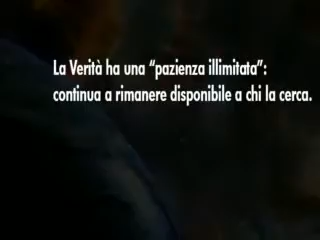 La Verità ha una “pazienza illimitata”:
continua a rimanere disponibile a chi la cerca.